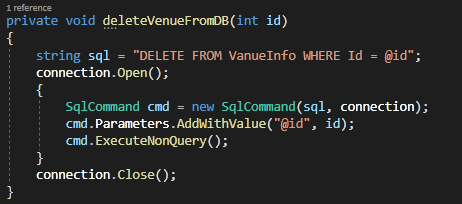 1 reference
private void deleteVenueFromDB(int id)
{
    string sql = "DELETE FROM VanueInfo WHERE Id = @id";
    connection.Open();
    {
        SqlCommand cmd = new SqlCommand(sql, connection);
        cmd.Parameters.AddWithValue("@id", id);
        cmd.ExecuteNonQuery();
    }
    connection.Close();
}